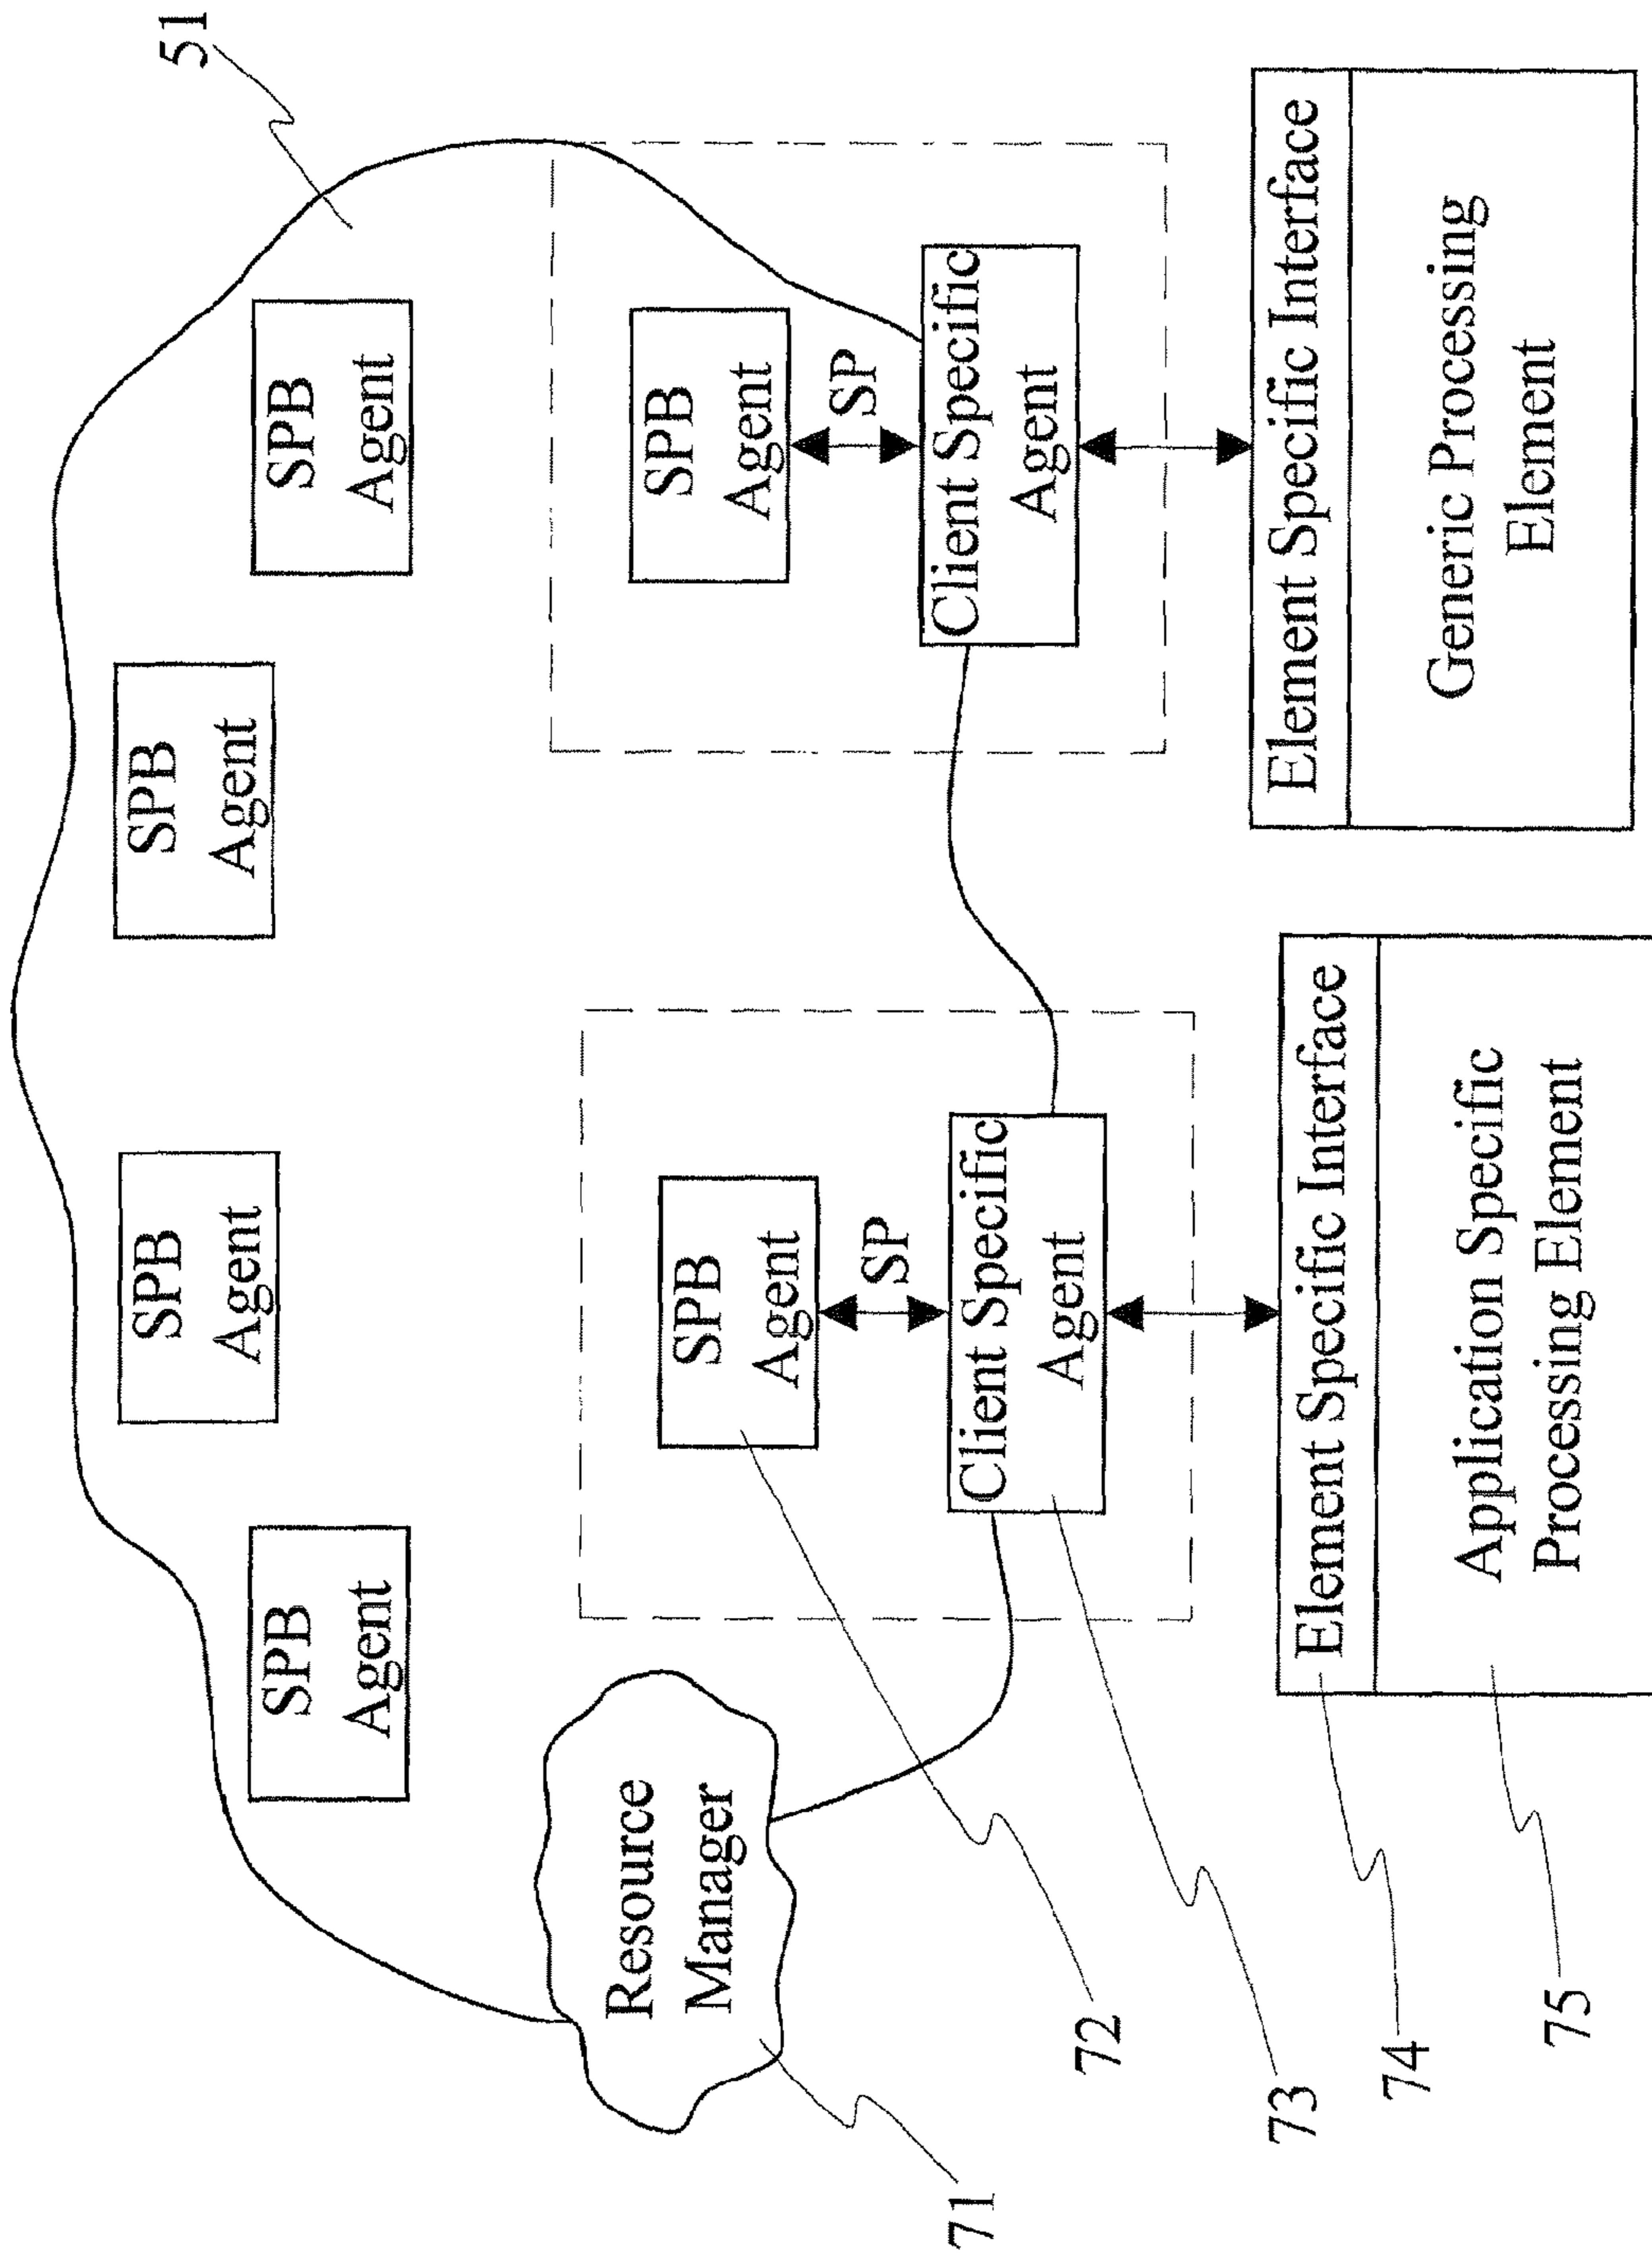 51
SPB
Agent
SPB
Agent
SPB
Agent
SPB
Agent
Resource
Manager
71
SPB
Agent
72
SP
Client Specific
Agent
73
SPB
Agent
SP
Client Specific
Agent
Element Specific Interface
74
Application Specific
Processing Element
75
Element Specific Interface
Generic Processing
Element